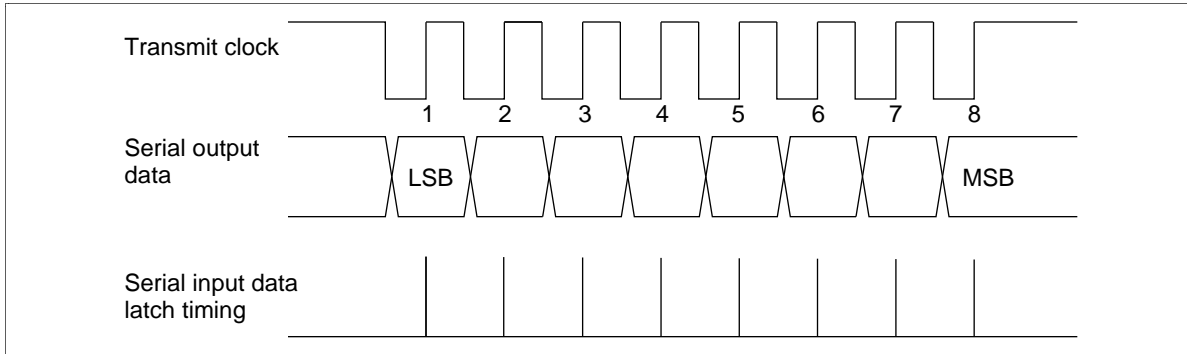 Transmit clock
1 2 3 4 5 6 7 8
Serial output
data
LSB MSB
Serial input data
latch timing